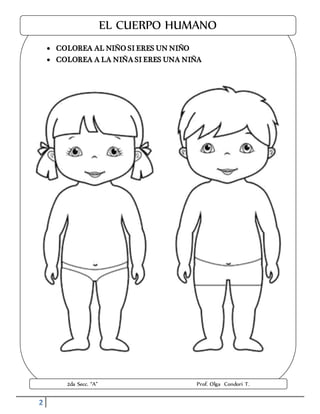 EL CUERPO HUMANO
• COLOREA AL NIÑO SI ERES UN NIÑO
• COLOREA A LA NIÑA SI ERES UNA NIÑA
2da Secc. "A" Prof. Olga Condori T.
2